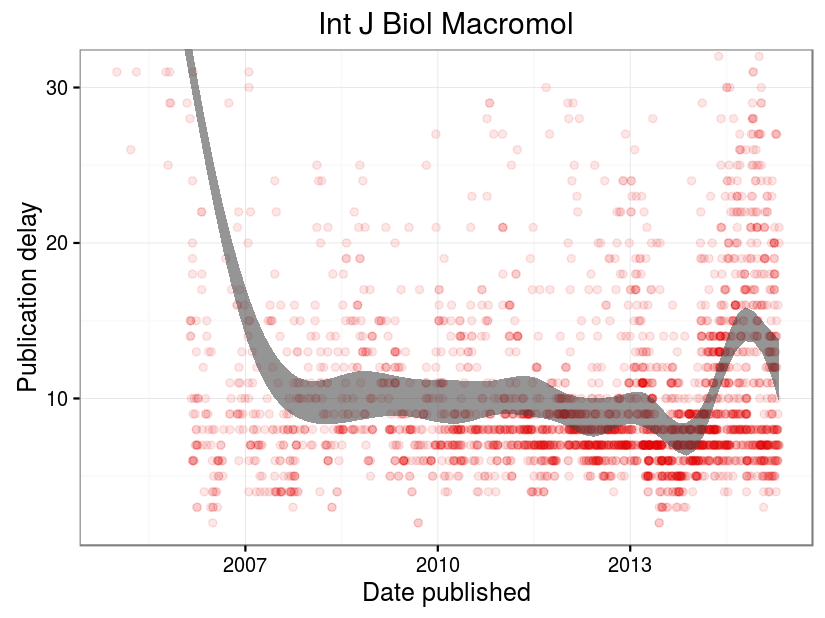 Int J Biol Macromol
Publication delay
30
20
10
2007
2010
2013
Date published